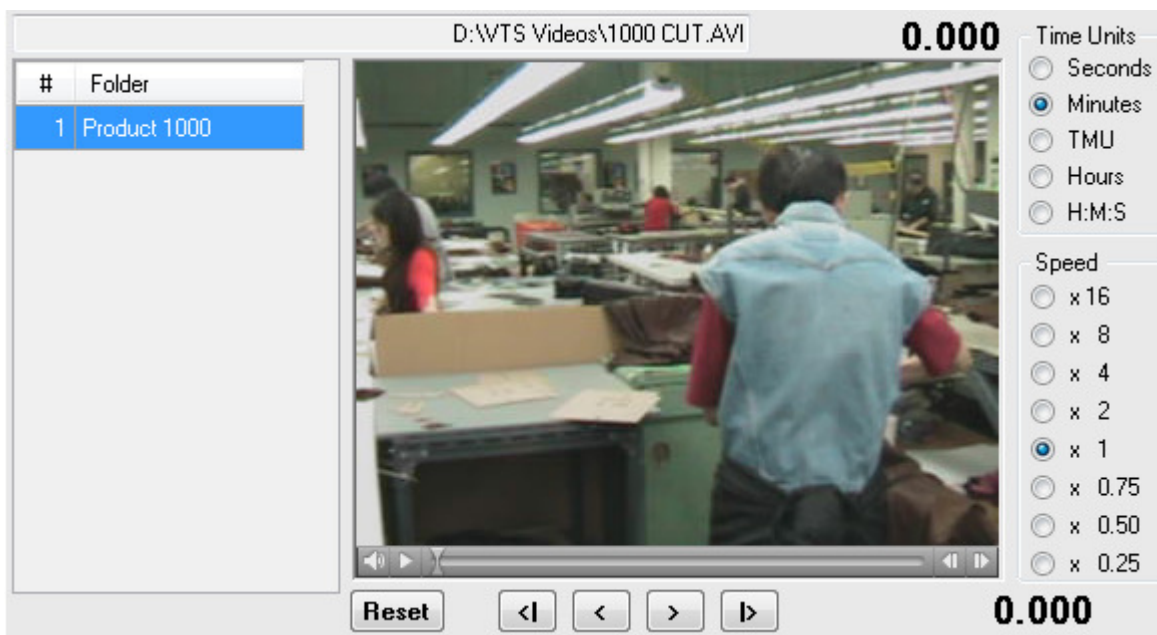 D:\VTS Videos\1000 CUT.AVI
0.000
# Folder
1 Product 1000
Time Units
Seconds
Minutes
TMU
Hours
H:M:S
Speed
x 16
x 8
x 4
x 2
x 1
x 0.75
x 0.50
x 0.25
Reset <| < > |>
0.000